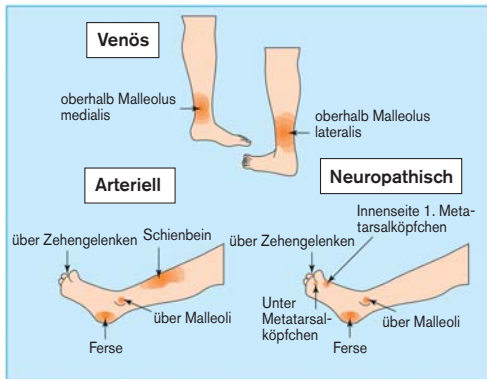 Venös
oberhalb Malleolus
medialis
oberhalb Malleolus
lateralis
Arteriell
über Zehengelenken
Schienbein
über Malleoli
Ferse
Neuropathisch
Innenseite 1. Meta-
tarsalköpfchen
über Zehengelenken
Unter
Metatarsal-
köpfchen
über Malleoli
Ferse